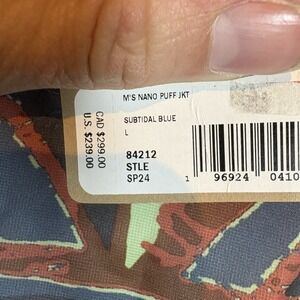 M'S NANO PUFF JKT
SUBTIDAL BLUE
L
84212
STLE
SP24
CAD $299.00
U.S. $239.00
1 96924 0410